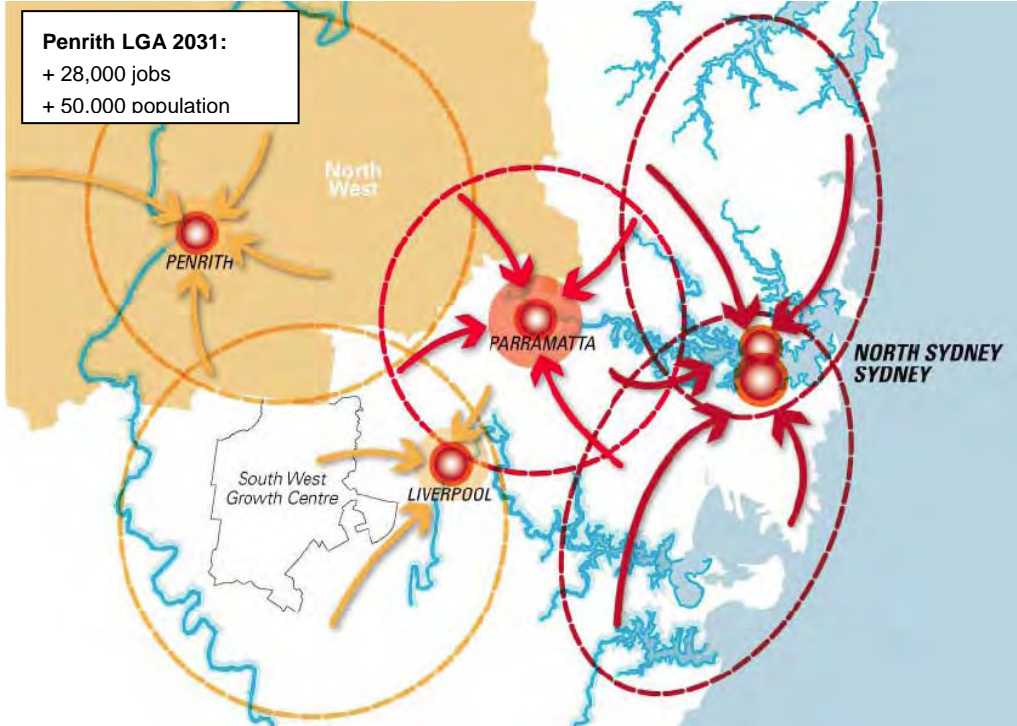 Penrith LGA 2031:
+ 28,000 jobs
+ 50.000 population
North
West
PENRITH
PARRAMATTA
NORTH SYDNEY
SYDNEY
South West
Growth Centre
LIVERPOOL